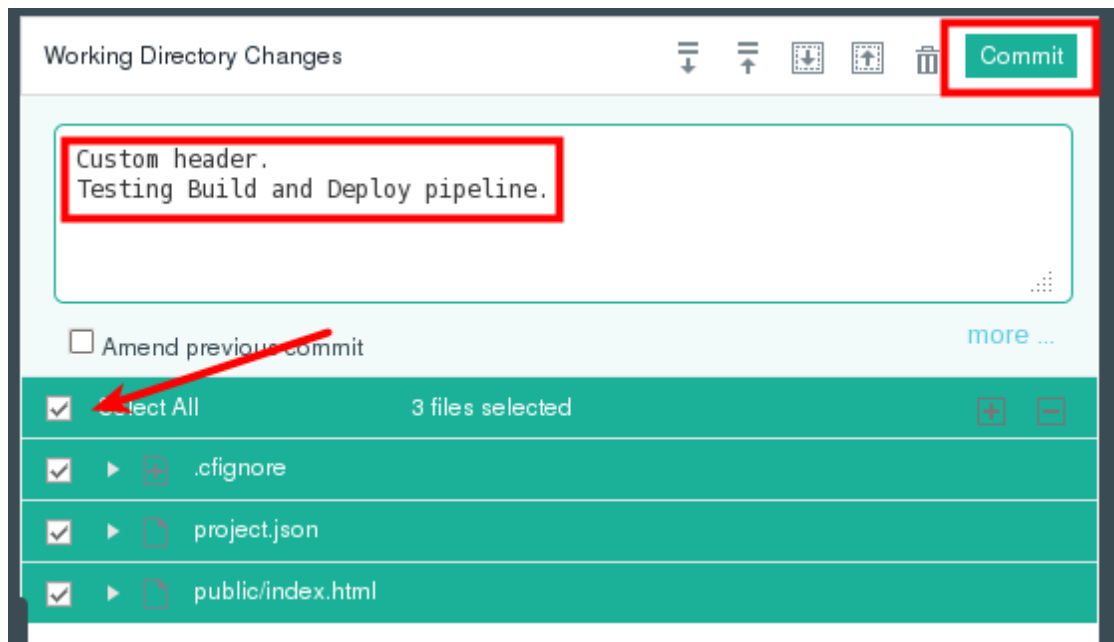 Working Directory Changes
Commit
Custom header.
Testing Build and Deploy pipeline.
Amend previous commit
more ...
Select All 3 files selected
.cfignore
project.json
public/index.html